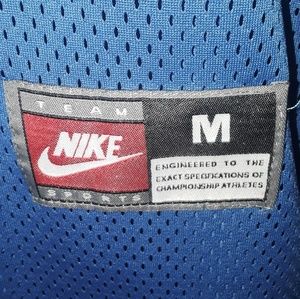 TEAM
NIKE
M
SPORTS
ENGINEERED TO THE
EXACT SPECIFICATIONS OF
CHAMPIONSHIP ATHLETES